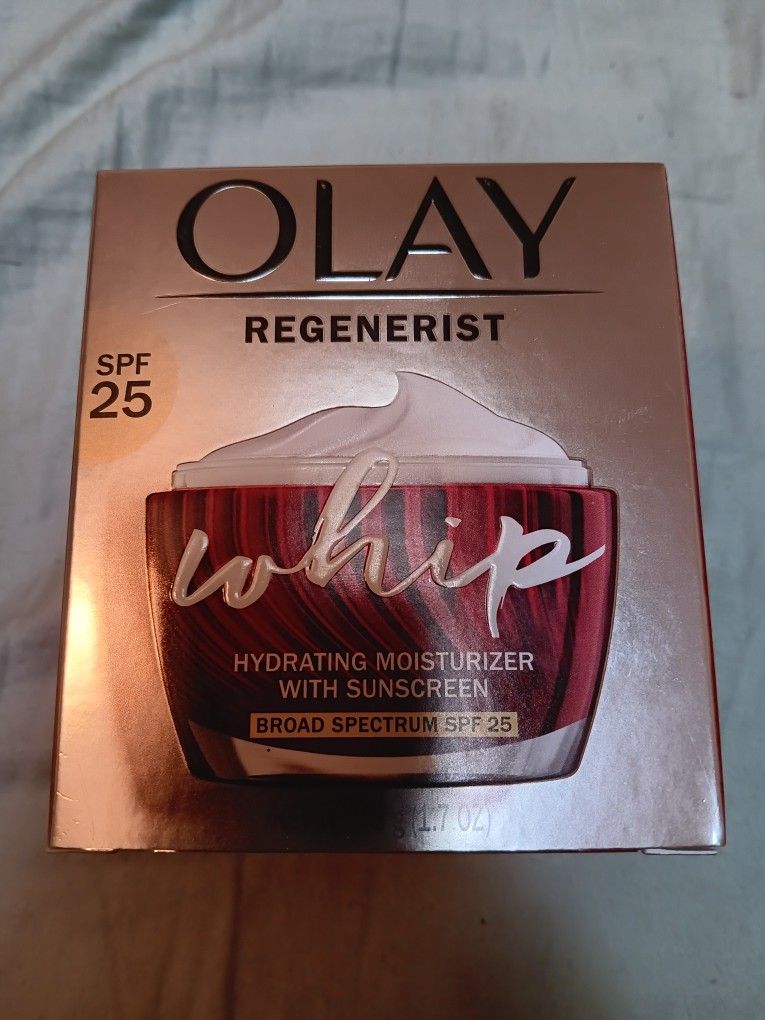 OLAY
REGENERIST
SPF
25
whip
HYDRATING MOISTURIZER
WITH SUNSCREEN
BROAD SPECTRUM SPF 25
g (1.7 OZ)